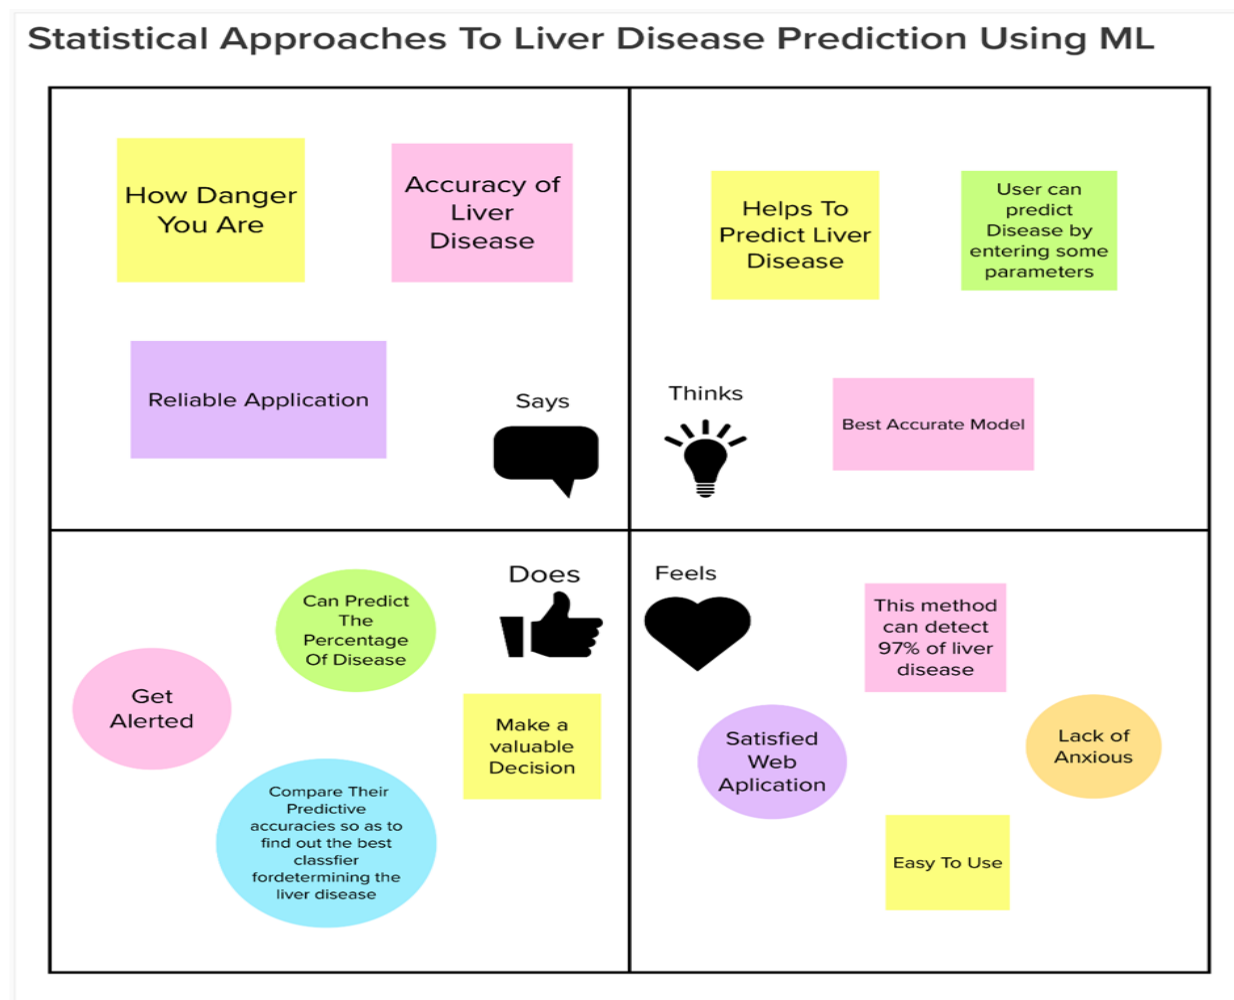 Statistical Approaches To Liver Disease Prediction Using ML
How Danger
You Are
Accuracy of
Liver
Disease
Reliable Application
Says
Helps To
Predict Liver
Disease
User can
predict
Disease by
entering some
parameters
Thinks
Best Accurate Model
Does
Can Predict
The
Percentage
Of Disease
Get
Alerted
Make a
valuable
Decision
Compare Their
Predictive
accuracies so as to
find out the best
classfier
fordetermining the
liver disease
Feels
This method
can detect
97% of liver
disease
Satisfied
Web
Aplication
Lack of
Anxious
Easy To Use